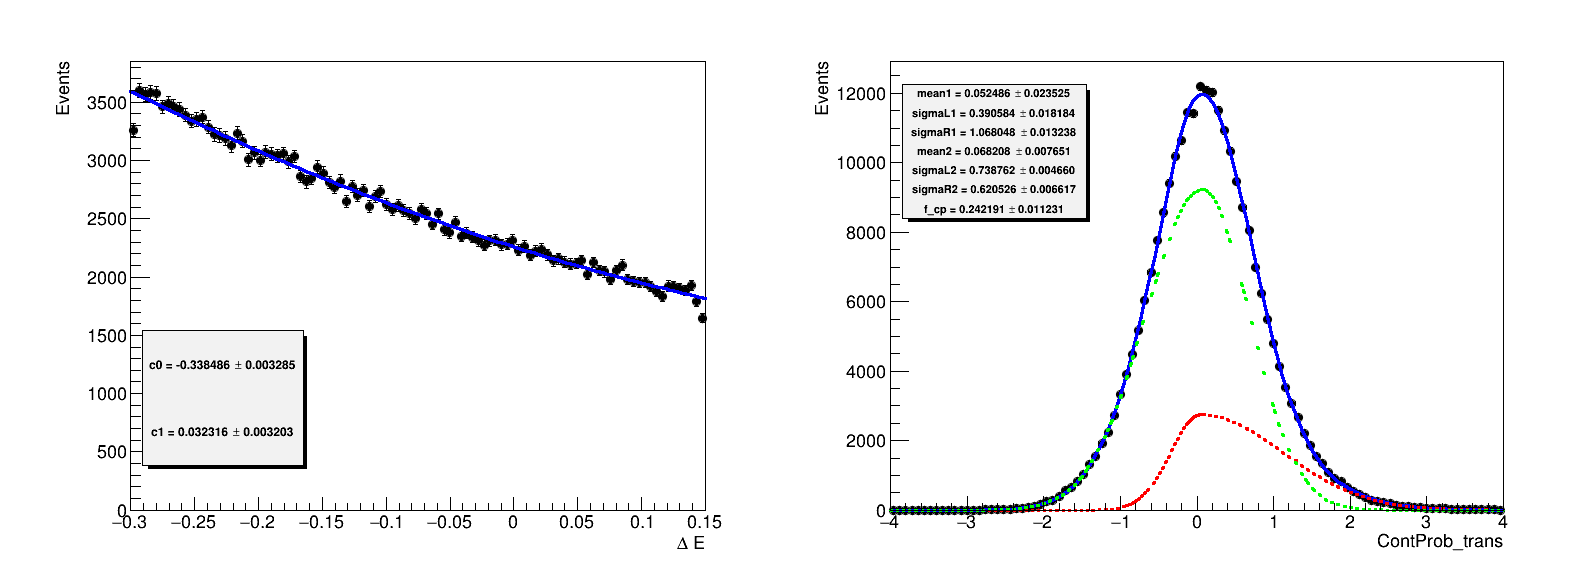 Events
3500
3000
2500
2000
1500
1000
500
0
c0 = -0.338486 ± 0.003285
c1 = 0.032316 ± 0.003203
−0.3 −0.25 −0.2 −0.15 −0.1 −0.05 0 0.05 0.1 0.15
Δ E
Events
12000
10000
8000
6000
4000
2000
0
mean1 = 0.052486 ± 0.023525
sigmaL1 = 0.390584 ± 0.018184
sigmaR1 = 1.068048 ± 0.013238
mean2 = 0.068208 ± 0.007651
sigmaL2 = 0.738762 ± 0.004660
sigmaR2 = 0.620526 ± 0.006617
f_cp = 0.242191 ± 0.011231
−4 −3 −2 −1 0 1 2 3 4
ContProb_trans